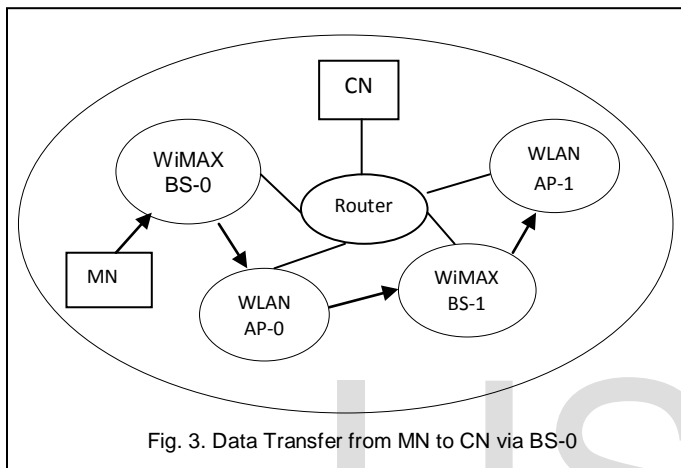 CN
WiMAX
BS-0
WLAN
AP-1
Router
MN
WLAN
AP-0
WiMAX
BS-1
Fig. 3. Data Transfer from MN to CN via BS-0